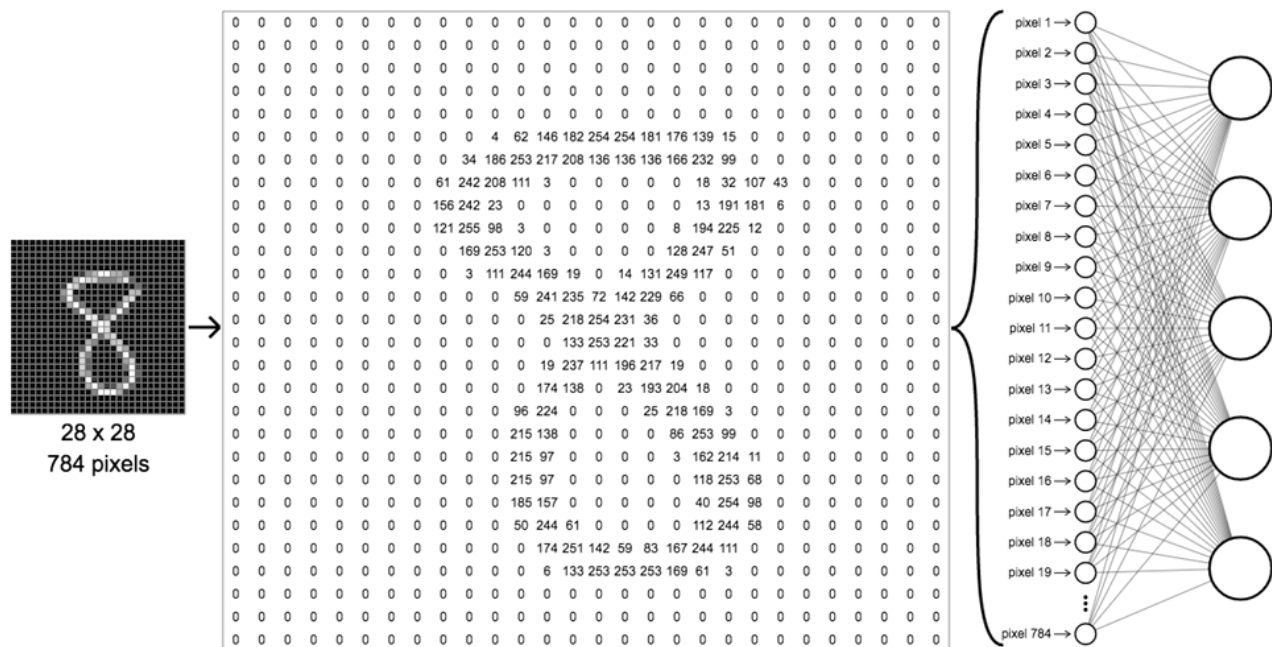 28 x 28
784 pixels
0 0 0 0 0 0 0 0 0 0 0 0 0 0 0 0 0 0 0 0 0 0 0 0 0 0 0 0
0 0 0 0 0 0 0 0 0 0 0 0 0 0 0 0 0 0 0 0 0 0 0 0 0 0 0 0
0 0 0 0 0 0 0 0 0 0 0 0 0 0 0 0 0 0 0 0 0 0 0 0 0 0 0 0
0 0 0 0 0 0 0 0 0 0 0 0 0 0 0 0 0 0 0 0 0 0 0 0 0 0 0 0
0 0 0 0 0 0 0 0 0 0 0 0 0 0 0 0 0 0 0 0 0 0 0 0 0 0 0 0
0 0 0 0 0 0 0 0 0 0 4 62 146 182 254 254 181 176 139 15 0 0 0 0 0 0 0 0
0 0 0 0 0 0 0 0 0 34 186 253 217 208 136 136 136 166 232 99 0 0 0 0 0 0 0 0
0 0 0 0 0 0 0 0 61 242 208 111 3 0 0 0 0 0 18 32 107 43 0 0 0 0 0 0
0 0 0 0 0 0 0 0 156 242 23 0 0 0 0 0 0 0 13 191 181 6 0 0 0 0 0 0
0 0 0 0 0 0 0 0 121 255 98 3 0 0 0 0 0 8 194 225 12 0 0 0 0 0 0 0
0 0 0 0 0 0 0 0 0 169 253 120 3 0 0 0 0 128 247 51 0 0 0 0 0 0 0 0
0 0 0 0 0 0 0 0 0 3 111 244 169 19 0 14 131 249 117 0 0 0 0 0 0 0 0 0
0 0 0 0 0 0 0 0 0 0 0 59 241 235 72 142 229 66 0 0 0 0 0 0 0 0 0 0
0 0 0 0 0 0 0 0 0 0 0 0 25 218 254 231 36 0 0 0 0 0 0 0 0 0 0 0
0 0 0 0 0 0 0 0 0 0 0 0 0 133 253 221 33 0 0 0 0 0 0 0 0 0 0 0
0 0 0 0 0 0 0 0 0 0 0 0 19 237 111 196 217 19 0 0 0 0 0 0 0 0 0 0
0 0 0 0 0 0 0 0 0 0 0 0 174 138 0 23 193 204 18 0 0 0 0 0 0 0 0 0
0 0 0 0 0 0 0 0 0 0 0 96 224 0 0 0 25 218 169 3 0 0 0 0 0 0 0 0
0 0 0 0 0 0 0 0 0 0 0 215 138 0 0 0 0 86 253 99 0 0 0 0 0 0 0 0
0 0 0 0 0 0 0 0 0 0 0 215 97 0 0 0 0 3 162 214 11 0 0 0 0 0 0 0
0 0 0 0 0 0 0 0 0 0 0 215 97 0 0 0 0 0 118 253 68 0 0 0 0 0 0 0
0 0 0 0 0 0 0 0 0 0 0 185 157 0 0 0 0 0 40 254 98 0 0 0 0 0 0 0
0 0 0 0 0 0 0 0 0 0 0 50 244 61 0 0 0 0 112 244 58 0 0 0 0 0 0 0
0 0 0 0 0 0 0 0 0 0 0 0 174 251 142 59 83 167 244 111 0 0 0 0 0 0 0 0
0 0 0 0 0 0 0 0 0 0 0 0 6 133 253 253 253 169 61 3 0 0 0 0 0 0 0 0
0 0 0 0 0 0 0 0 0 0 0 0 0 0 0 0 0 0 0 0 0 0 0 0 0 0 0 0
0 0 0 0 0 0 0 0 0 0 0 0 0 0 0 0 0 0 0 0 0 0 0 0 0 0 0 0
0 0 0 0 0 0 0 0 0 0 0 0 0 0 0 0 0 0 0 0 0 0 0 0 0 0 0 0
pixel 1
pixel 2
pixel 3
pixel 4
pixel 5
pixel 6
pixel 7
pixel 8
pixel 9
pixel 10
pixel 11
pixel 12
pixel 13
pixel 14
pixel 15
pixel 16
pixel 17
pixel 18
pixel 19
pixel 784